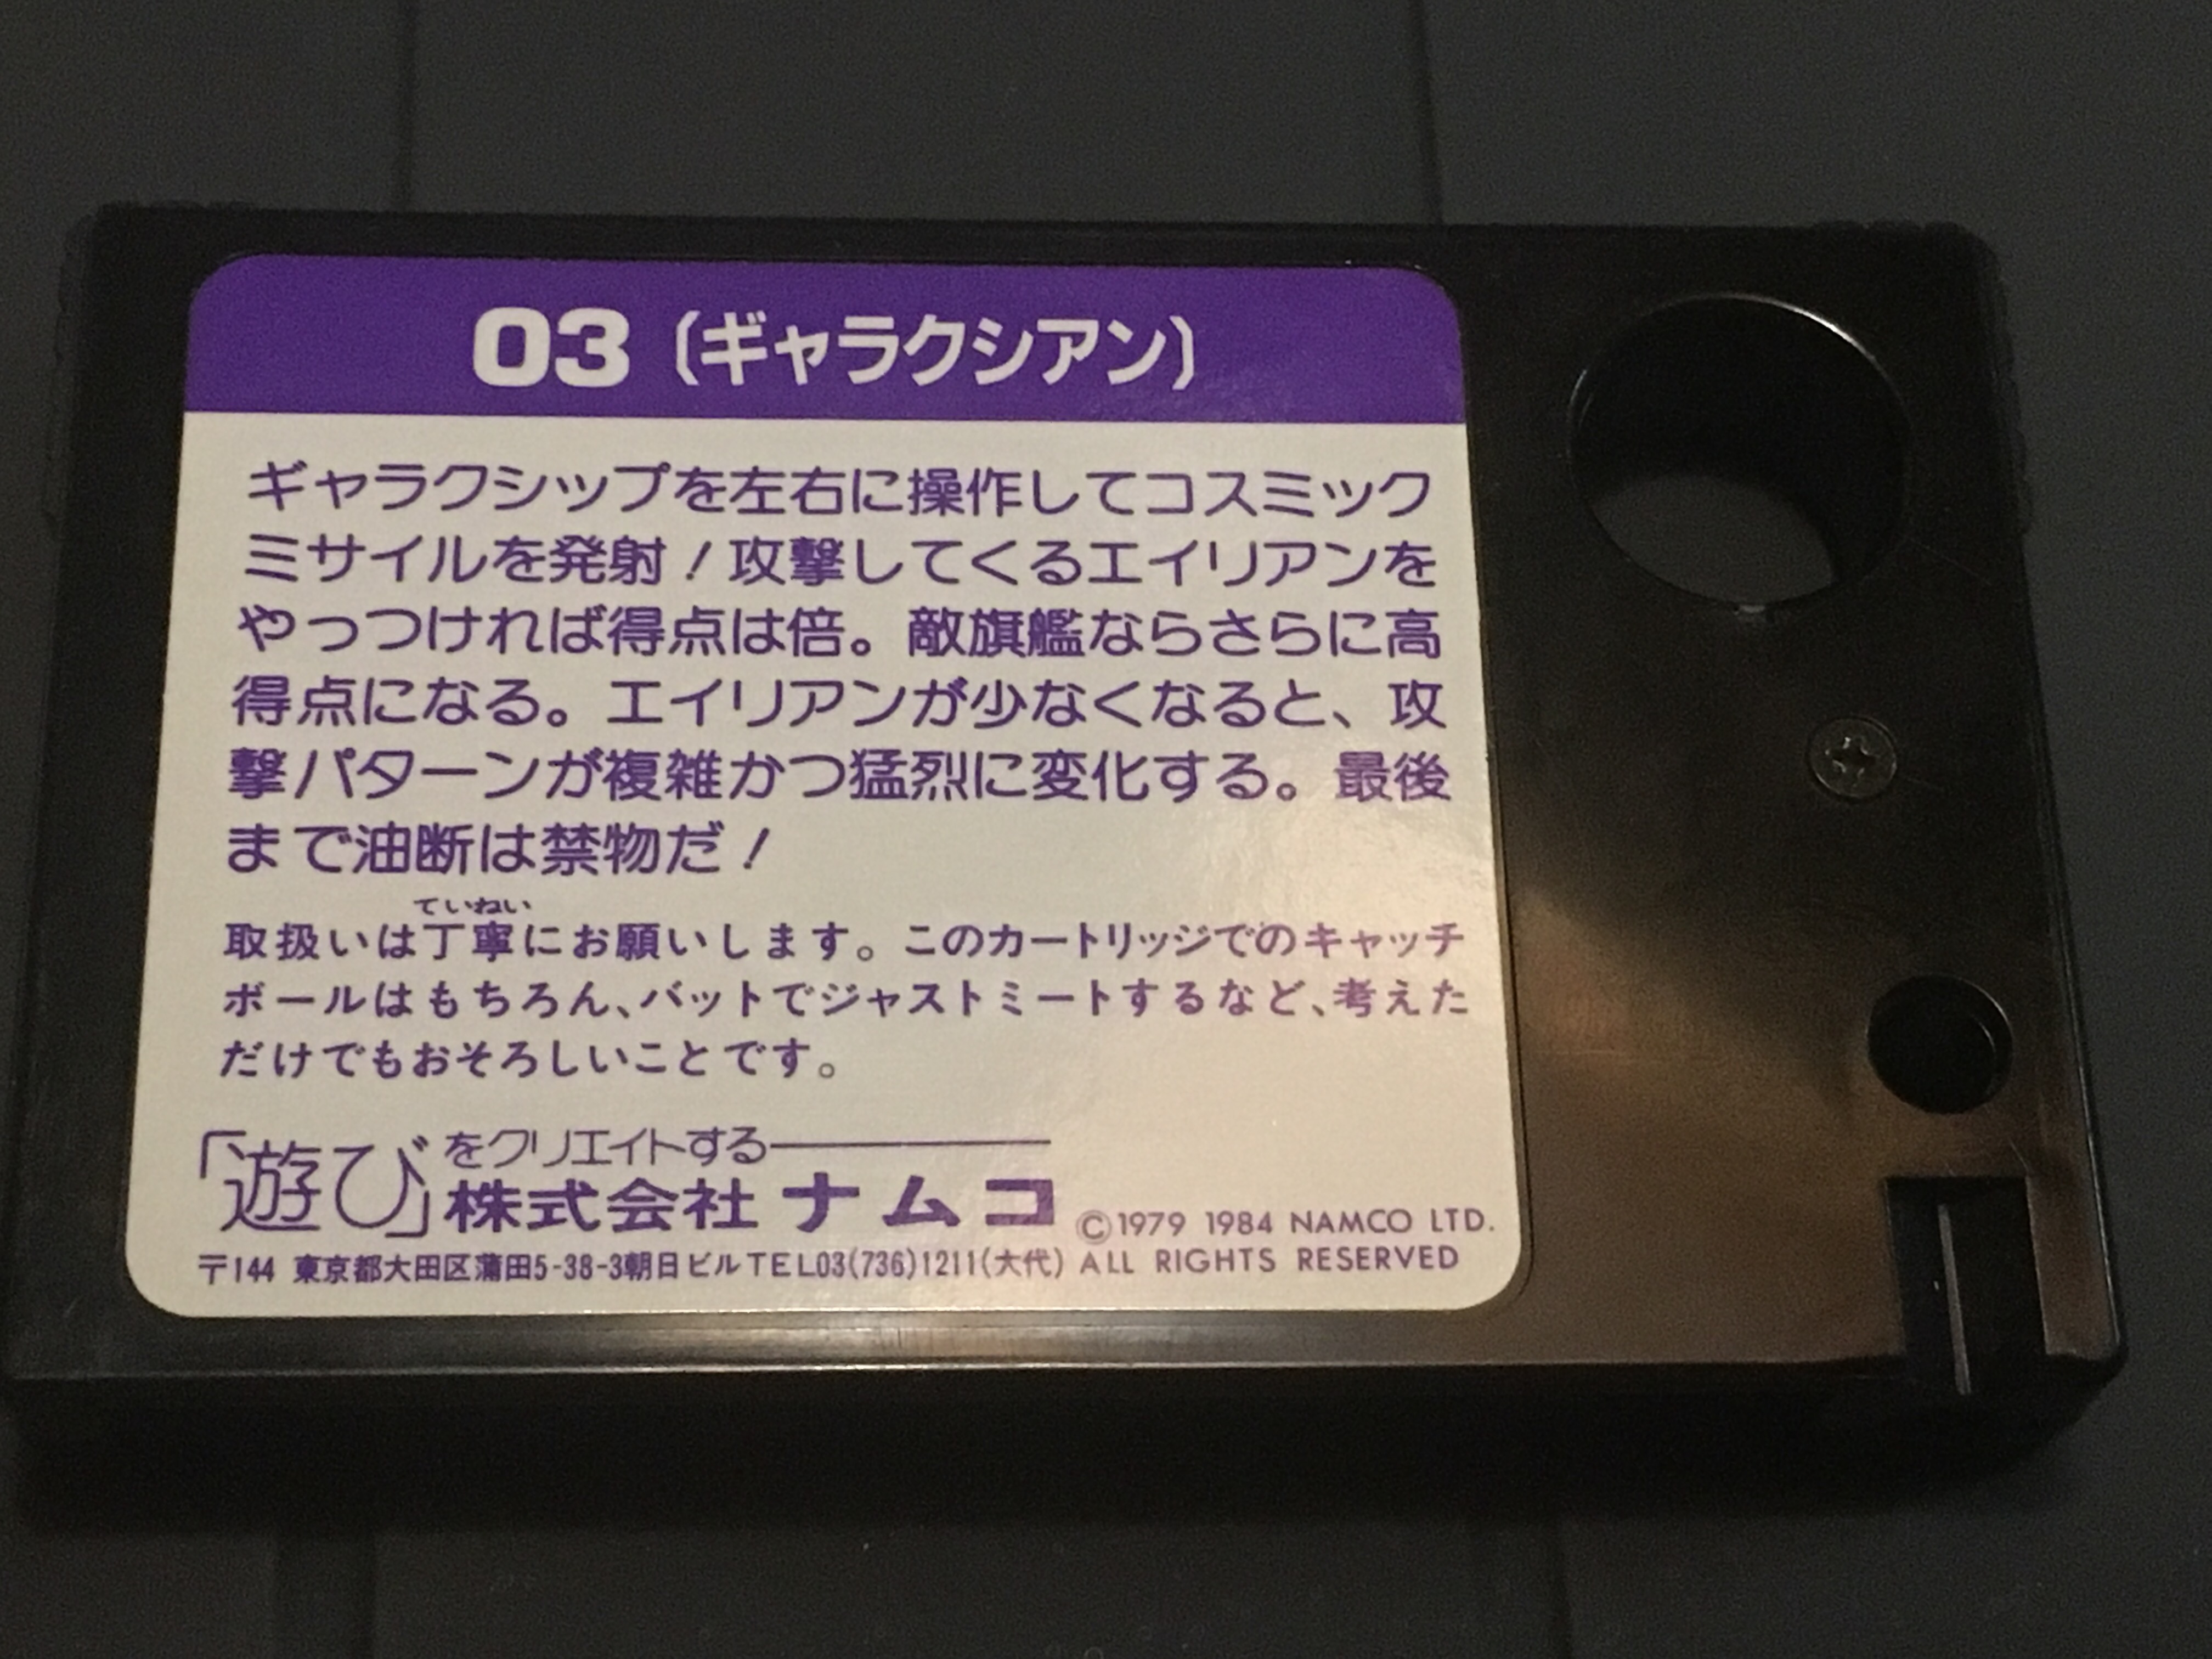 03〔ギャラクシアン〕
ギャラクシップを左右に操作してコスミック
ミサイルを発射！攻撃してくるエイリアンを
やっつければ得点は倍。敵旗艦ならさらに高
得点になる。エイリアンが少なくなると、攻
撃パターンが複雑かつ猛烈に変化する。最後
まで油断は禁物だ！
ていねい
取扱いは丁寧にお願いします。このカートリッジでのキャッチ
ボールはもちろん、バットでジャストミートするなど、考えた
だけでもおそろしいことです。
「遊び」をクリエイトする
株式会社ナムコ
©1979 1984 NAMCO LTD.
ALL RIGHTS RESERVED
〒144 東京都大田区蒲田5-38-3朝日ビル TEL03(736)1211(大代)